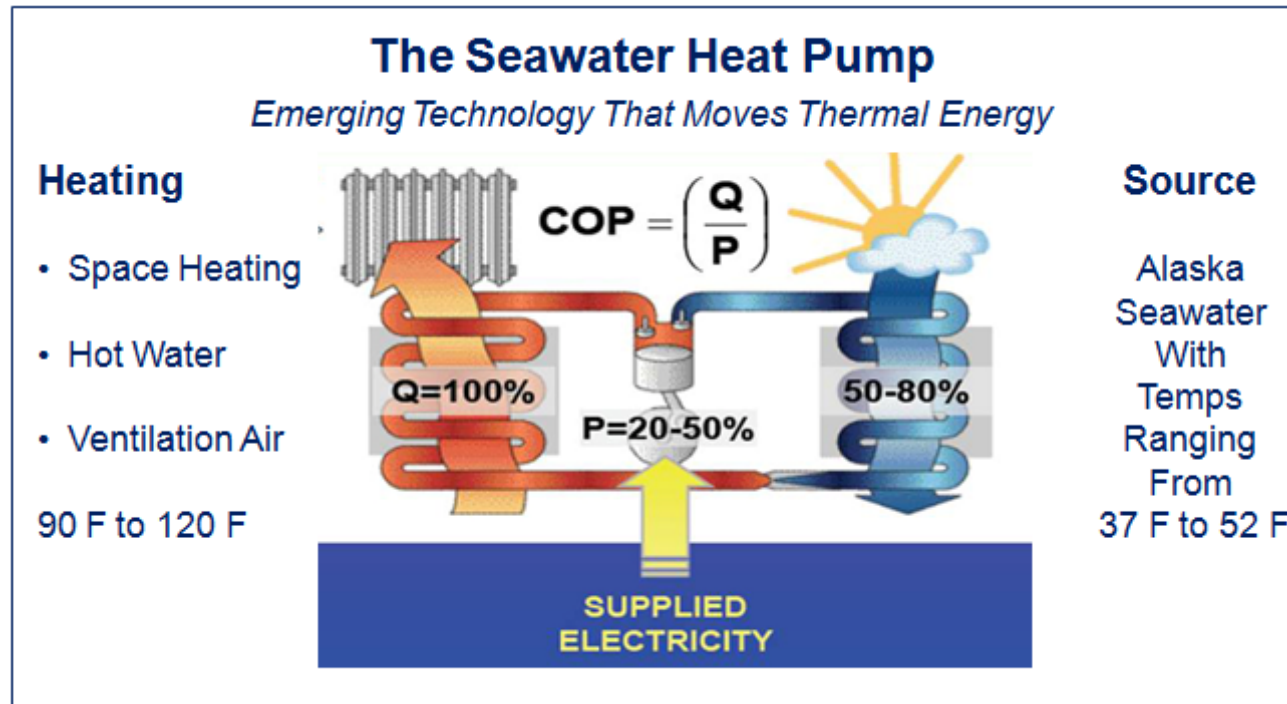 The Seawater Heat Pump
Emerging Technology That Moves Thermal Energy
Heating
• Space Heating
• Hot Water
• Ventilation Air
90 F to 120 F
COP = (Q/P)
Q=100%
P=20-50%
50-80%
SUPPLIED
ELECTRICITY
Source
Alaska
Seawater
With
Temps
Ranging
From
37 F to 52 F